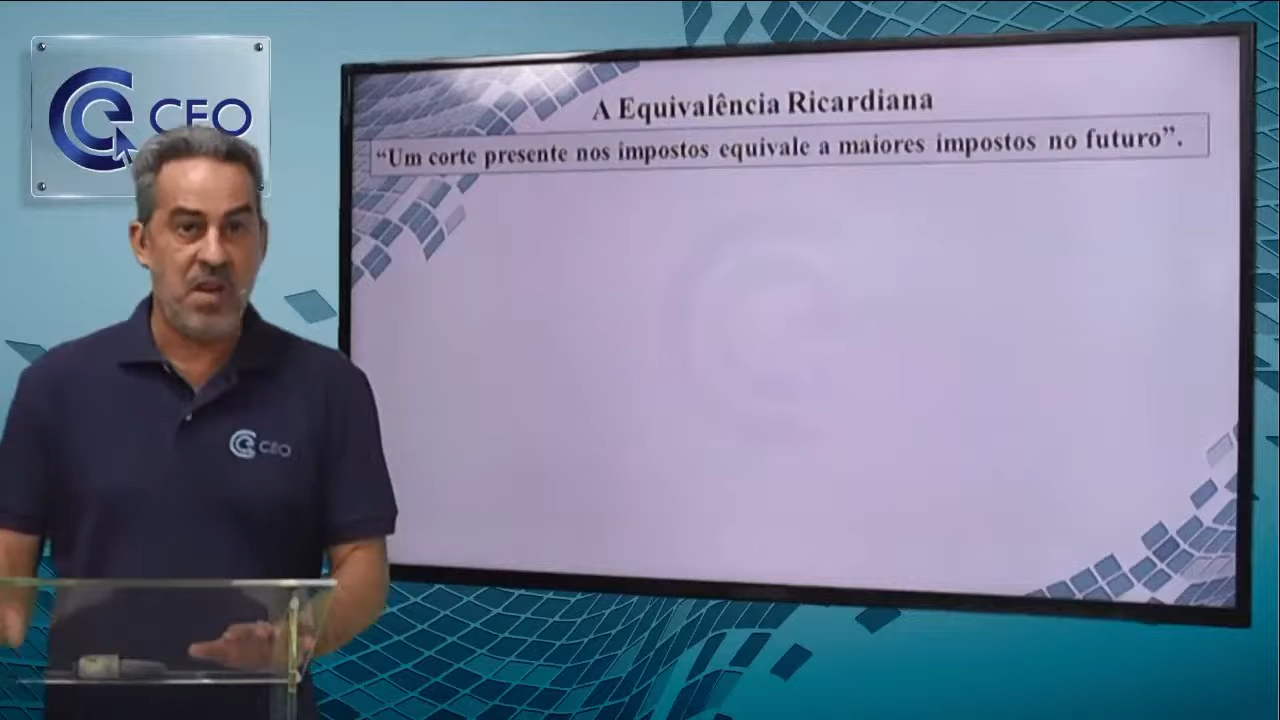 CEO
A Equivalência Ricardiana
“Um corte presente nos impostos equivale a maiores impostos no futuro”.
CEO